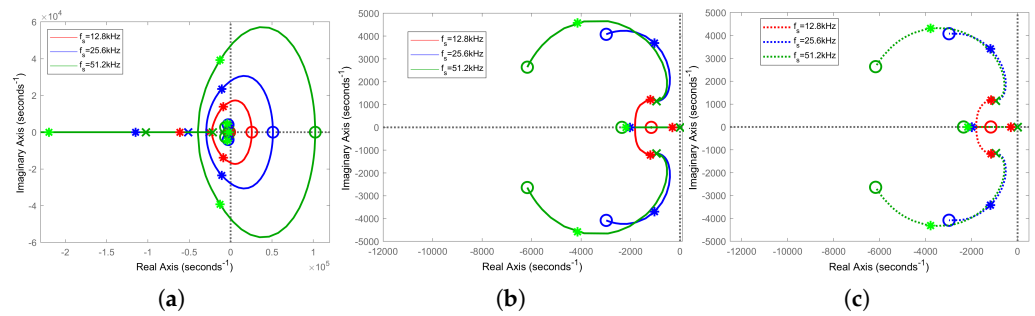 ×10⁴
6
4
2
0
-2
-4
-6
-2
-1.5
-1
-0.5
0
0.5
1
×10⁵
Imaginary Axis (seconds⁻¹)
Real Axis (seconds⁻¹)
fₛ=12.8kHz
fₛ=25.6kHz
fₛ=51.2kHz
(a)
5000
4000
3000
2000
1000
0
-1000
-2000
-3000
-4000
-5000
-12000
-10000
-8000
-6000
-4000
-2000
0
Imaginary Axis (seconds⁻¹)
Real Axis (seconds⁻¹)
fₛ=12.8kHz
fₛ=25.6kHz
fₛ=51.2kHz
(b)
5000
4000
3000
2000
1000
0
-1000
-2000
-3000
-4000
-5000
-12000
-10000
-8000
-6000
-4000
-2000
0
Imaginary Axis (seconds⁻¹)
Real Axis (seconds⁻¹)
fₛ=12.8kHz
fₛ=25.6kHz
fₛ=51.2kHz
(c)